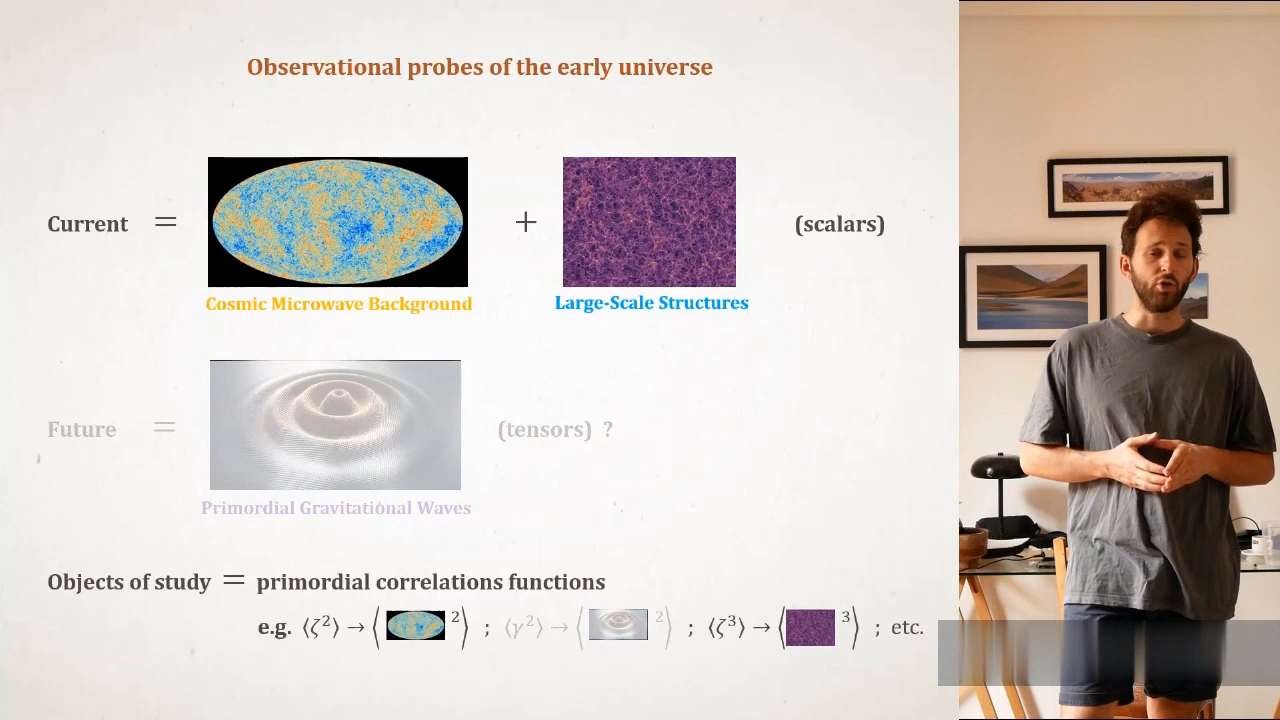 Observational probes of the early universe
Current = + (scalars)
Cosmic Microwave Background Large-Scale Structures
Future = (tensors) ?
Primordial Gravitational Waves
Objects of study = primordial correlations functions
e.g. ⟨ζ²⟩ → ⟨ ²⟩ ; ⟨γ²⟩ → ⟨ ²⟩ ; ⟨ζ³⟩ → ⟨ ³⟩ ; etc.